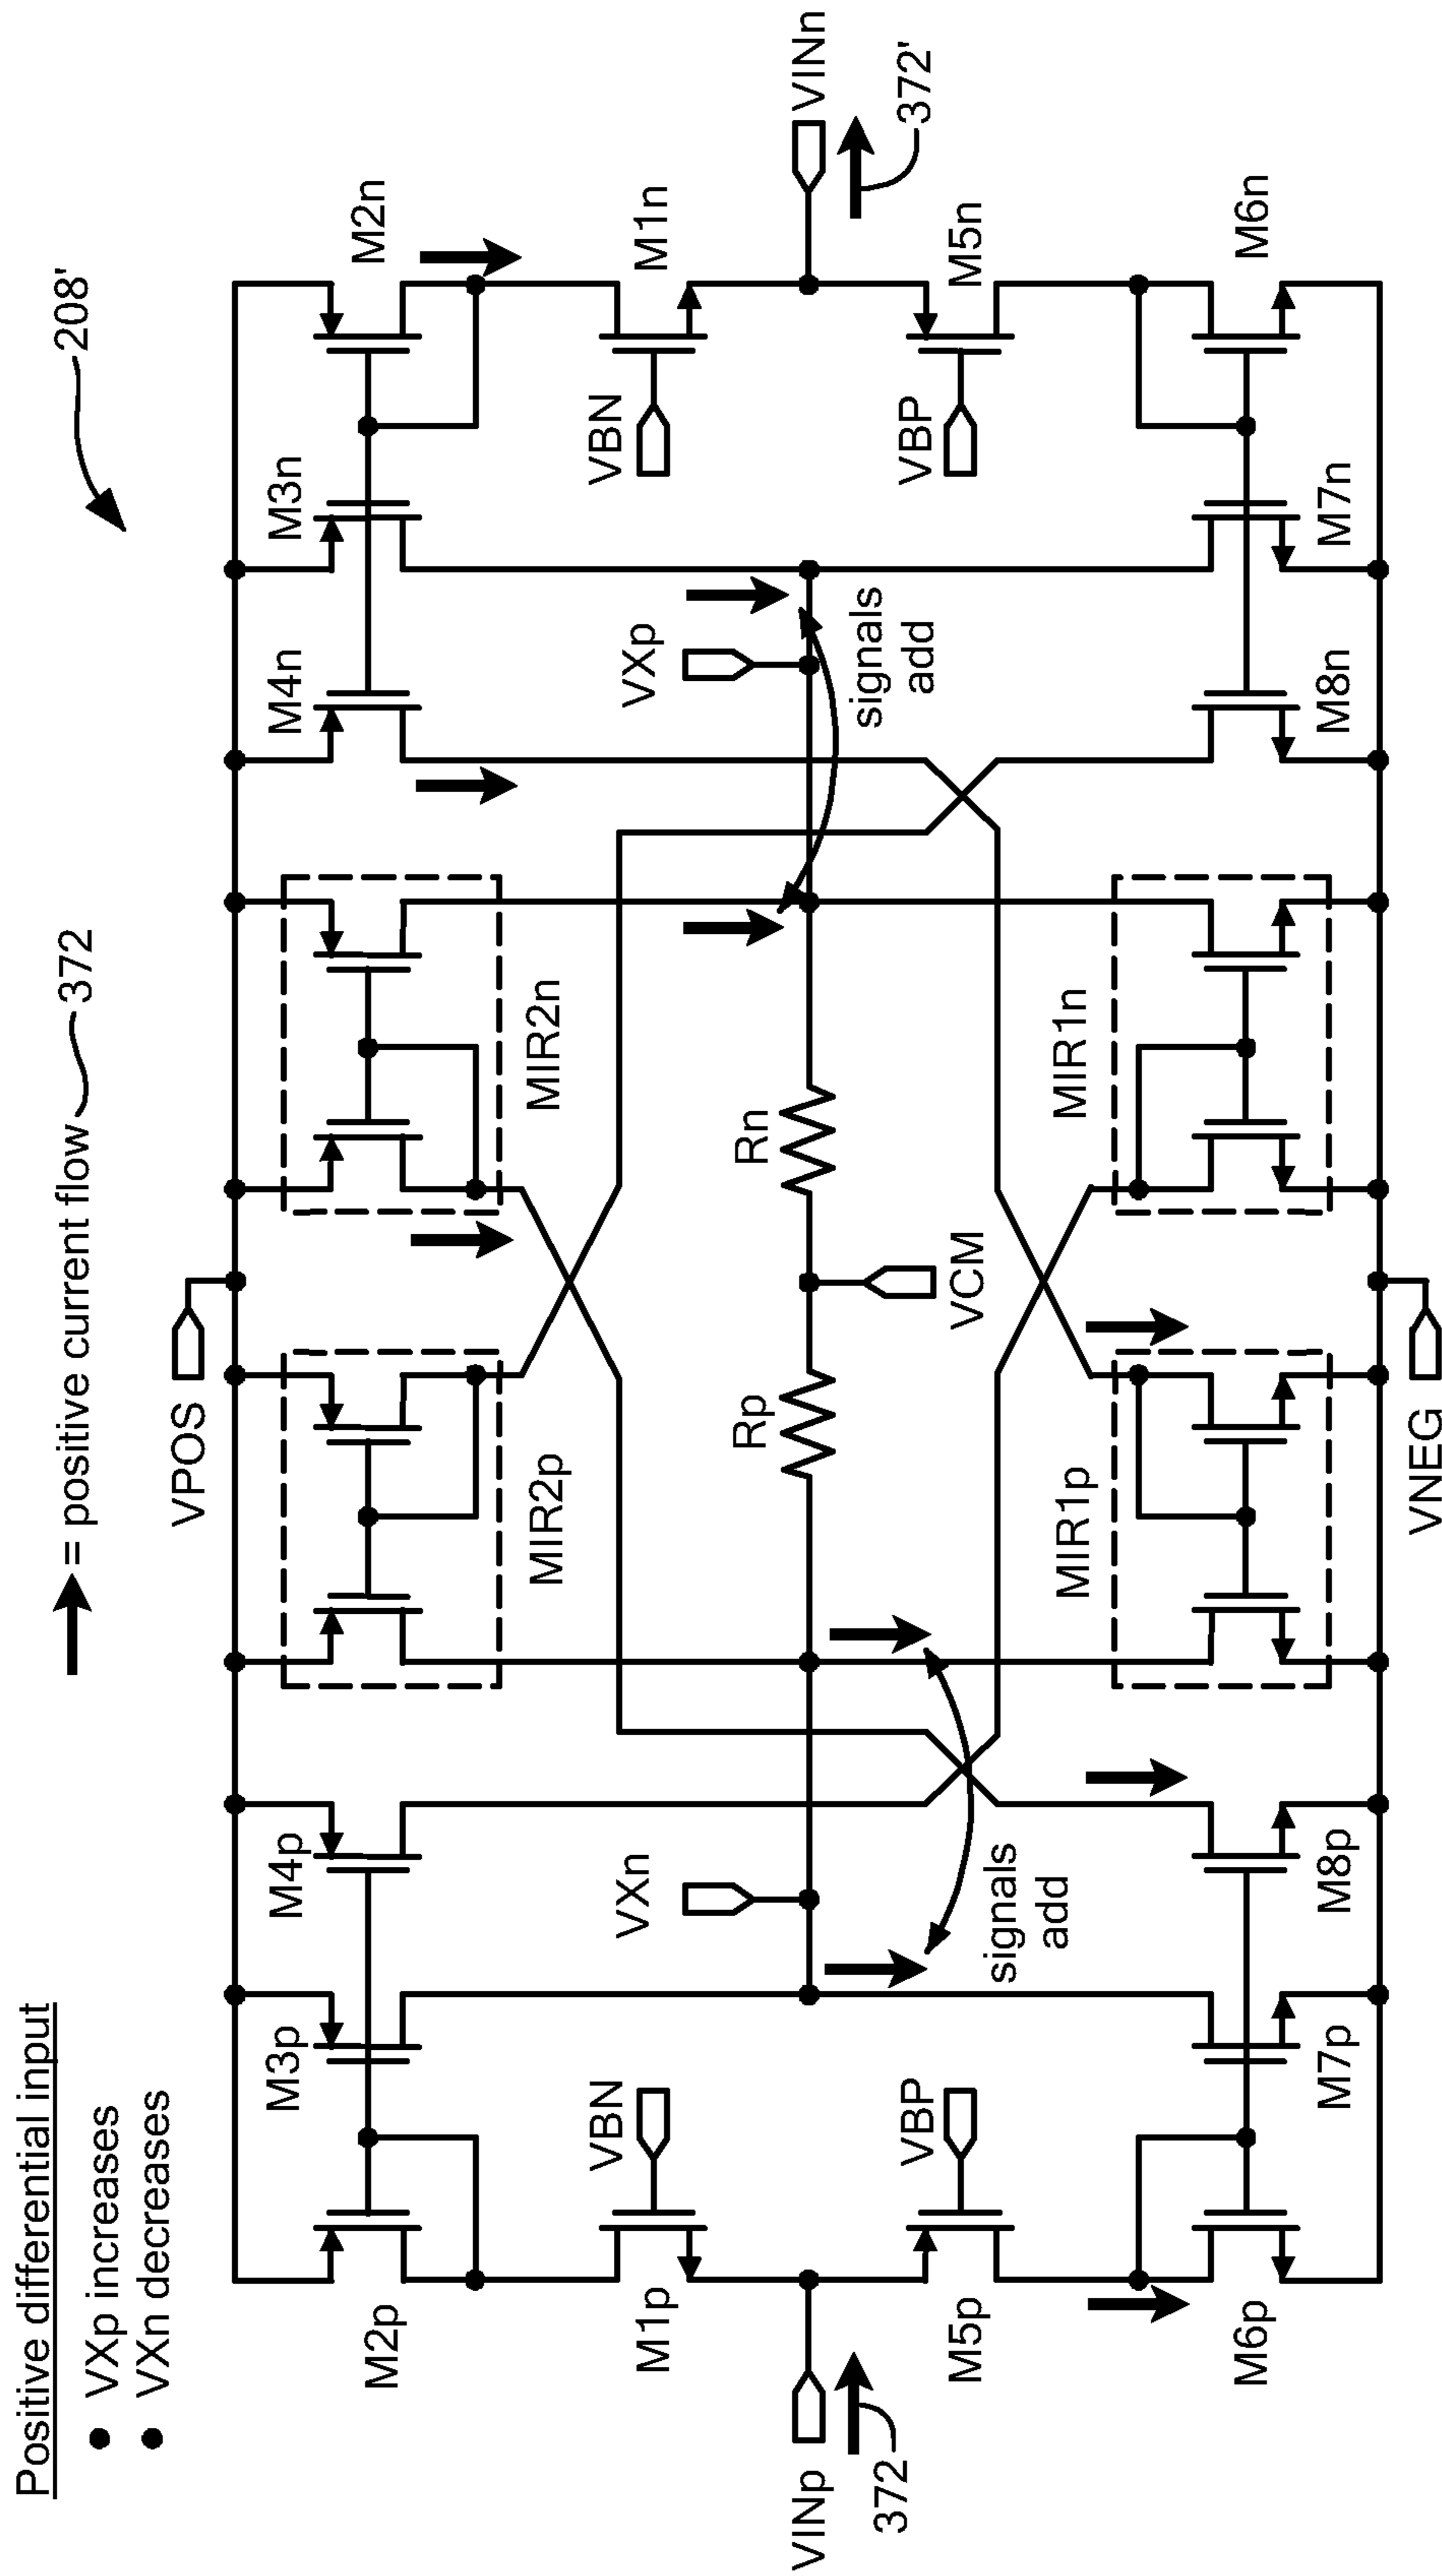 Positive differential input
• VXp increases
• VXn decreases
= positive current flow
372
208'
VPOS
M2p
M3p
M4p
MIR2p
MIR2n
M4n
M3n
M2n
VBN
VBN
M1p
M1n
VXn
VXp
VINp
372
Rp
Rn
VCM
signals
add
signals
add
VINn
372'
M5p
VBP
VBP
M5n
M6p
M7p
M8p
MIR1p
MIR1n
M8n
M7n
M6n
VNEG